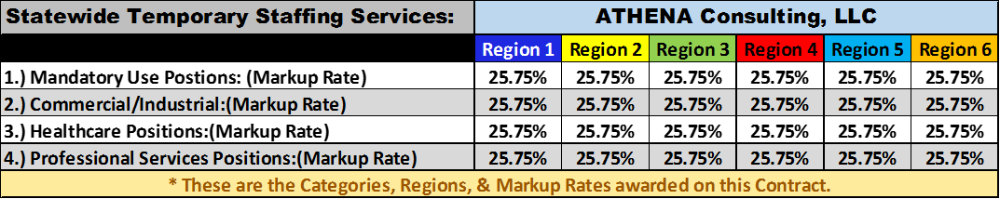 Statewide Temporary Staffing Services: ATHENA Consulting, LLC
Region 1 Region 2 Region 3 Region 4 Region 5 Region 6
1.) Mandatory Use Postions: (Markup Rate) 25.75% 25.75% 25.75% 25.75% 25.75% 25.75%
2.) Commercial/Industrial:(Markup Rate) 25.75% 25.75% 25.75% 25.75% 25.75% 25.75%
3.) Healthcare Positions:(Markup Rate) 25.75% 25.75% 25.75% 25.75% 25.75% 25.75%
4.) Professional Services Positions:(Markup Rate) 25.75% 25.75% 25.75% 25.75% 25.75% 25.75%
* These are the Categories, Regions, & Markup Rates awarded on this Contract.